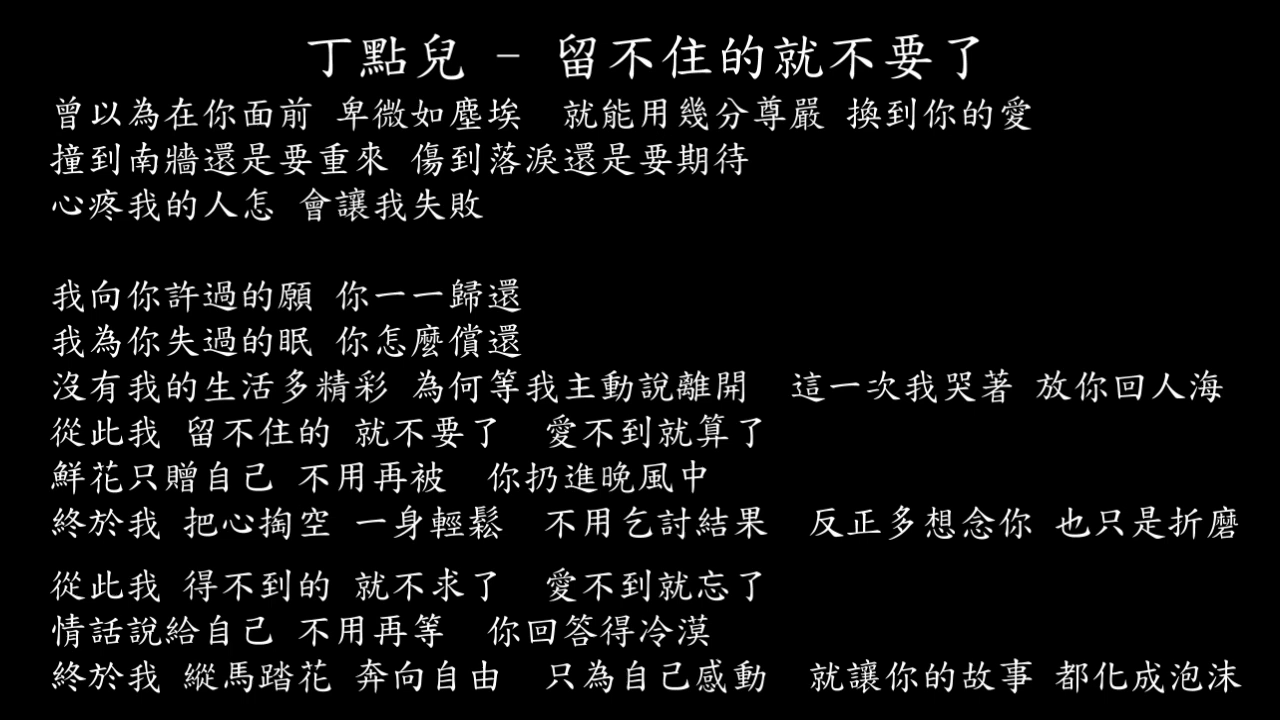 丁點兒 - 留不住的就不要了
曾以為在你面前 卑微如塵埃　就能用幾分尊嚴 換到你的愛
撞到南牆還是要重來 傷到落淚還是要期待
心疼我的人怎 會讓我失敗
我向你許過的願 你一一歸還
我為你失過的眠 你怎麼償還
沒有我的生活多精彩 為何等我主動說離開　這一次我哭著 放你回人海
從此我 留不住的 就不要了　愛不到就算了
鮮花只贈自己 不用再被　你扔進晚風中
終於我 把心掏空 一身輕鬆　不用乞討結果　反正多想念你 也只是折磨
從此我 得不到的 就不求了　愛不到就忘了
情話說給自己 不用再等　你回答得冷漠
終於我 縱馬踏花 奔向自由　只為自己感動　就讓你的故事 都化成泡沫